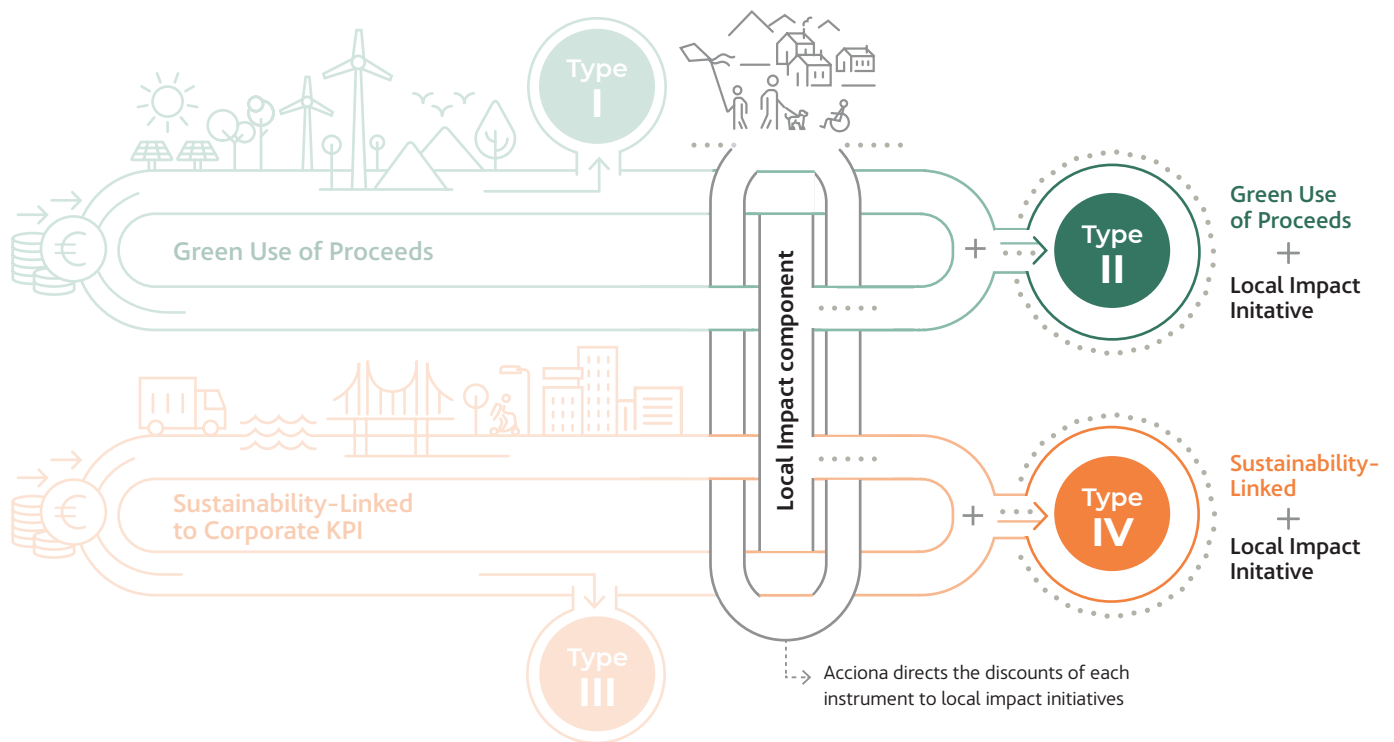 Type
I
Green Use of Proceeds
€
Local Impact component
+
Type
II
Green Use
of Proceeds
+
Local Impact
Initative
Sustainability-Linked
to Corporate KPI
€
+
Type
IV
Sustainability-
Linked
+
Local Impact
Initative
Type
III
Acciona directs the discounts of each
instrument to local impact initiatives